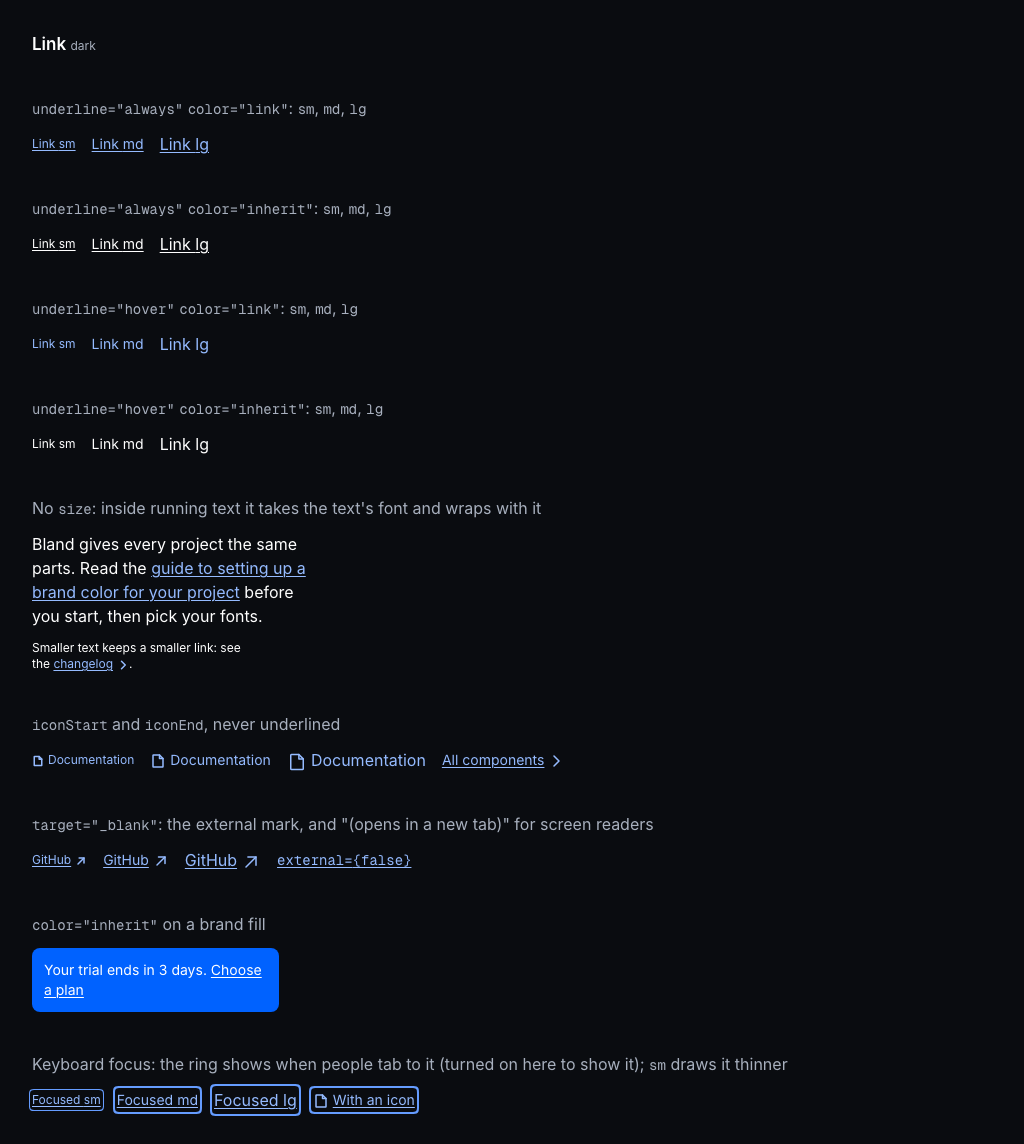 Link dark
underline="always" color="link": sm, md, lg
Link sm Link md Link lg
underline="always" color="inherit": sm, md, lg
Link sm Link md Link lg
underline="hover" color="link": sm, md, lg
Link sm Link md Link lg
underline="hover" color="inherit": sm, md, lg
Link sm Link md Link lg
No size: inside running text it takes the text's font and wraps with it
Bland gives every project the same
parts. Read the guide to setting up a
brand color for your project before
you start, then pick your fonts.
Smaller text keeps a smaller link: see
the changelog .
iconStart and iconEnd, never underlined
Documentation Documentation Documentation All components
target="_blank": the external mark, and "(opens in a new tab)" for screen readers
GitHub GitHub GitHub external={false}
color="inherit" on a brand fill
Your trial ends in 3 days. Choose
a plan
Keyboard focus: the ring shows when people tab to it (turned on here to show it); sm draws it thinner
Focused sm Focused md Focused lg With an icon